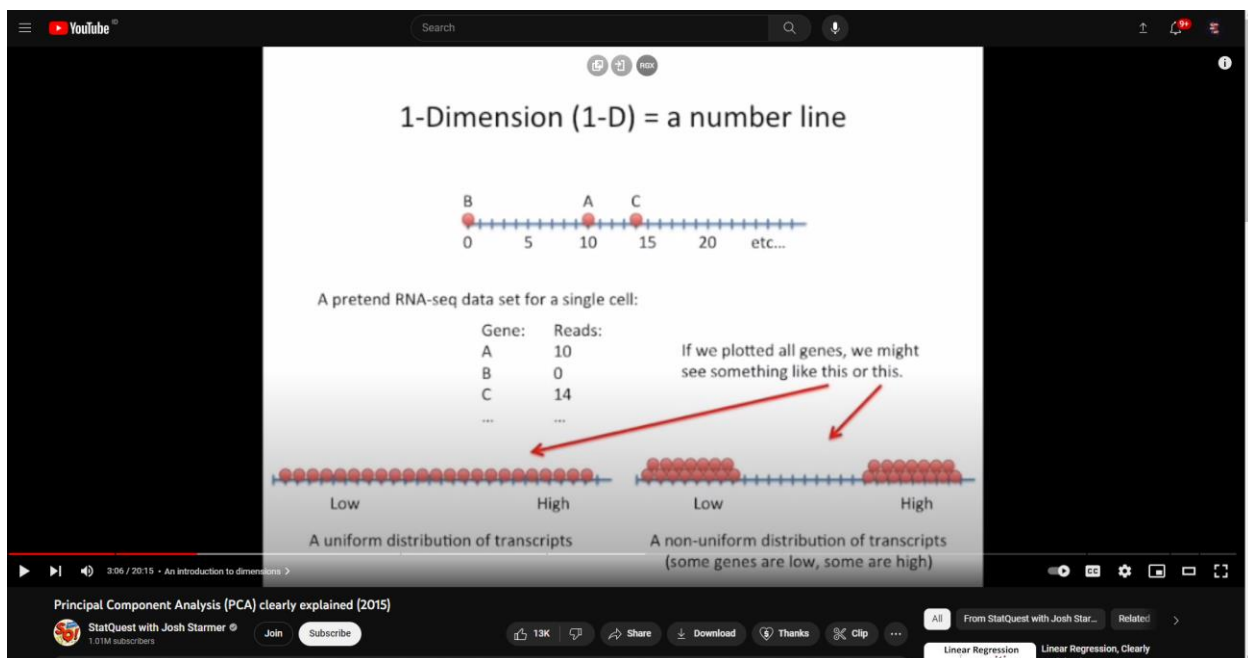 YouTube ID
Search
9+
RGX
1-Dimension (1-D) = a number line
B A C
0 5 10 15 20 etc...
A pretend RNA-seq data set for a single cell:
Gene: Reads:
A 10
B 0
C 14
... ...
If we plotted all genes, we might
see something like this or this.
Low High
A uniform distribution of transcripts
Low High
A non-uniform distribution of transcripts
(some genes are low, some are high)
3:06 / 20:15 • An introduction to dimensions >
CC
Principal Component Analysis (PCA) clearly explained (2015)
StatQuest with Josh Starmer
1.01M subscribers
Join
Subscribe
13K
Share
Download
Thanks
Clip
...
All
From StatQuest with Josh Star...
Related
Linear Regression
Linear Regression, Clearly